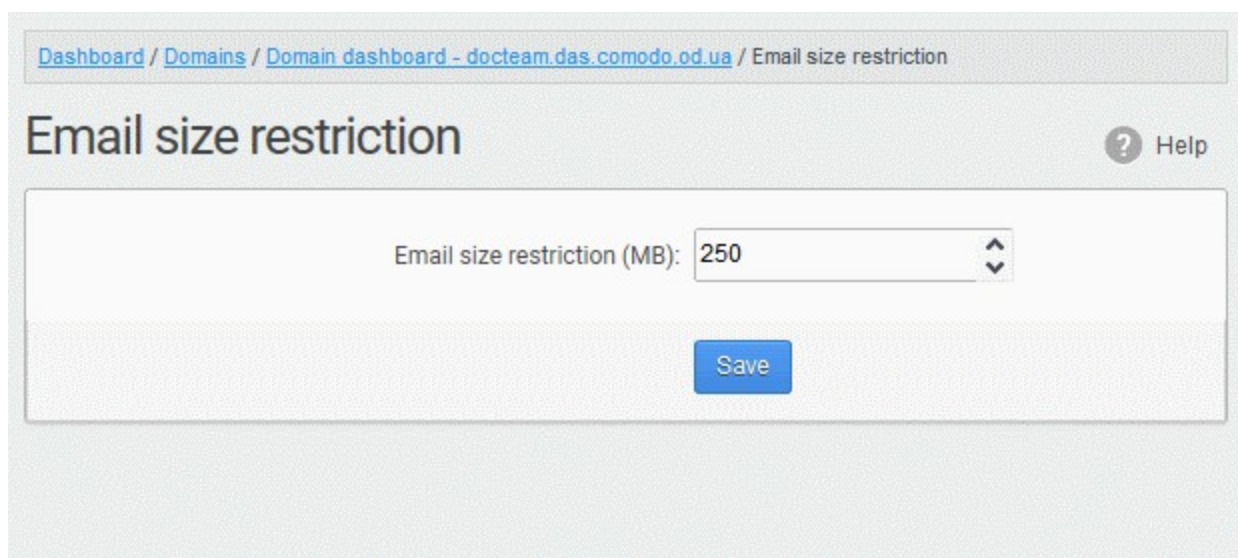 Dashboard / Domains / Domain dashboard - docteam.das.comodo.od.ua / Email size restriction
Email size restriction
? Help
Email size restriction (MB): 250
Save